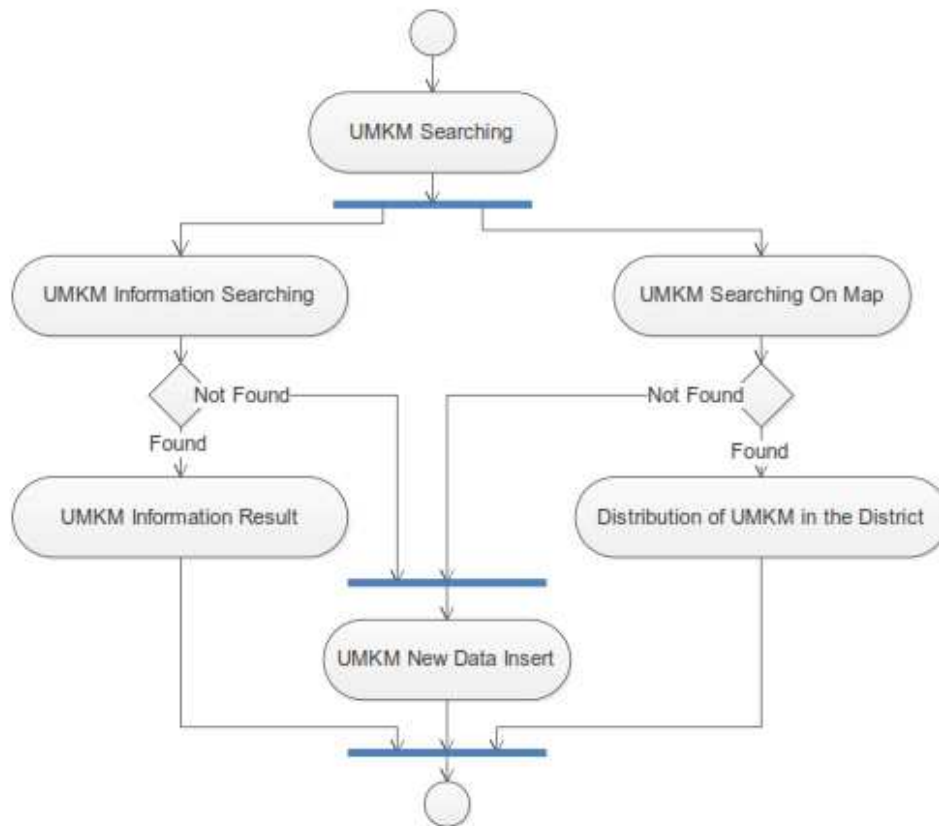 UMKM Searching
UMKM Information Searching
UMKM Searching On Map
Not Found
Not Found
Found
Found
UMKM Information Result
Distribution of UMKM in the District
UMKM New Data Insert